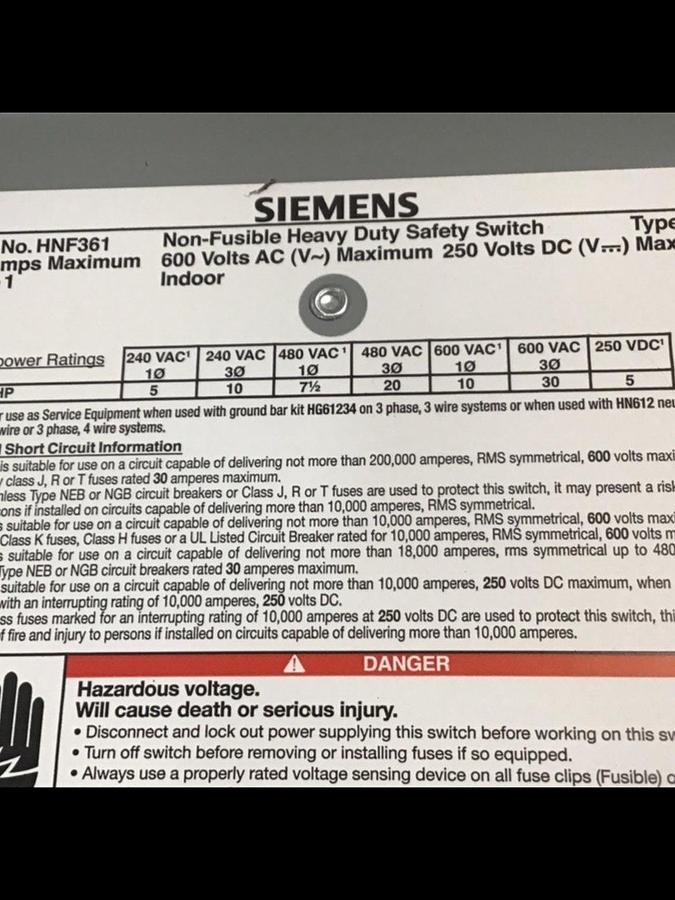 SIEMENS
No. HNF361 Non-Fusible Heavy Duty Safety Switch Type
mps Maximum 600 Volts AC (V~) Maximum 250 Volts DC (V⎓) Max
1 Indoor
power Ratings 240 VAC¹ 240 VAC 480 VAC¹ 480 VAC 600 VAC¹ 600 VAC 250 VDC¹
1Ø 3Ø 1Ø 3Ø 1Ø 3Ø
HP 5 10 7½ 20 10 30 5
r use as Service Equipment when used with ground bar kit HG61234 on 3 phase, 3 wire systems or when used with HN612 neu
wire or 3 phase, 4 wire systems.
Short Circuit Information
is suitable for use on a circuit capable of delivering not more than 200,000 amperes, RMS symmetrical, 600 volts maxi
y class J, R or T fuses rated 30 amperes maximum.
nless Type NEB or NGB circuit breakers or Class J, R or T fuses are used to protect this switch, it may present a risk
ons if installed on circuits capable of delivering more than 10,000 amperes, RMS symmetrical.
s suitable for use on a circuit capable of delivering not more than 10,000 amperes, RMS symmetrical, 600 volts maxi
Class K fuses, Class H fuses or a UL Listed Circuit Breaker rated for 10,000 amperes, RMS symmetrical, 600 volts m
s suitable for use on a circuit capable of delivering not more than 18,000 amperes, rms symmetrical up to 480
Type NEB or NGB circuit breakers rated 30 amperes maximum.
suitable for use on a circuit capable of delivering not more than 10,000 amperes, 250 volts DC maximum, when
with an interrupting rating of 10,000 amperes, 250 volts DC.
ss fuses marked for an interrupting rating of 10,000 amperes at 250 volts DC are used to protect this switch, thi
f fire and injury to persons if installed on circuits capable of delivering more than 10,000 amperes.
DANGER
Hazardous voltage.
Will cause death or serious injury.
• Disconnect and lock out power supplying this switch before working on this sw
• Turn off switch before removing or installing fuses if so equipped.
• Always use a properly rated voltage sensing device on all fuse clips (Fusible) o